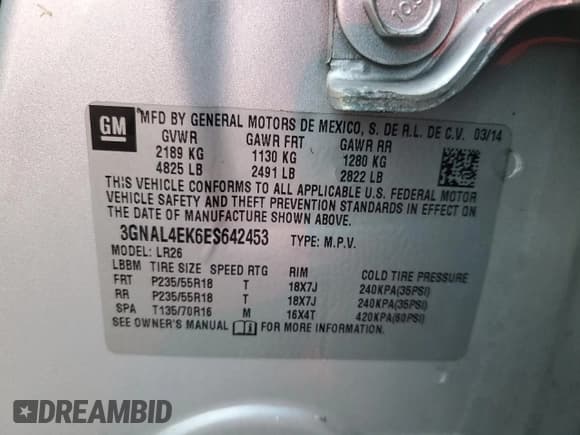 10.9
GM
MFD BY GENERAL MOTORS DE MEXICO, S. DE R.L. DE C.V. 03/14
GVWR GAWR FRT GAWR RR
2189 KG 1130 KG 1280 KG
4825 LB 2491 LB 2822 LB
THIS VEHICLE CONFORMS TO ALL APPLICABLE U.S. FEDERAL MOTOR
VEHICLE SAFETY AND THEFT PREVENTION STANDARDS IN EFFECT ON
THE DATE OF MANUFACTURE SHOWN ABOVE.
3GNAL4EK6ES642453 TYPE: M.P.V.
MODEL: LR26
LBBM TIRE SIZE SPEED RTG RIM COLD TIRE PRESSURE
FRT P235/55R18 T 18X7J 240KPA(35PSI)
RR P235/55R18 T 18X7J 240KPA(35PSI)
SPA T135/70R16 M 16X4T 420KPA(60PSI)
SEE OWNER'S MANUAL FOR MORE INFORMATION
DREAMBID